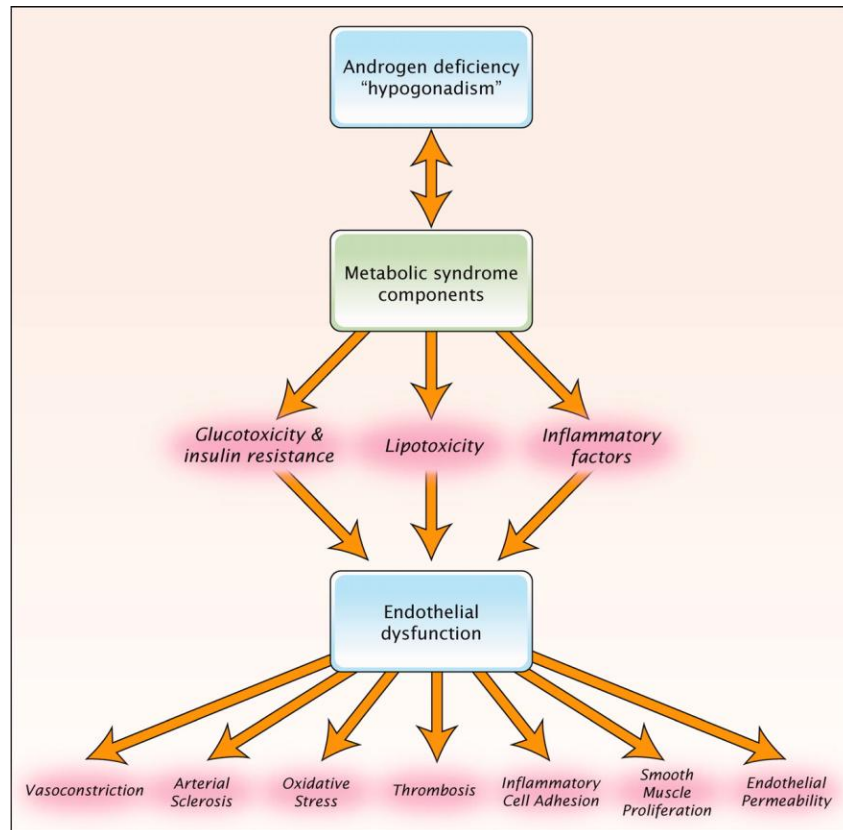 Androgen deficiency
“hypogonadism”
Metabolic syndrome
components
Glucotoxicity &
insulin resistance
Lipotoxicity
Inflammatory
factors
Endothelial
dysfunction
Vasoconstriction
Arterial
Sclerosis
Oxidative
Stress
Thrombosis
Inflammatory
Cell Adhesion
Smooth
Muscle
Proliferation
Endothelial
Permeability